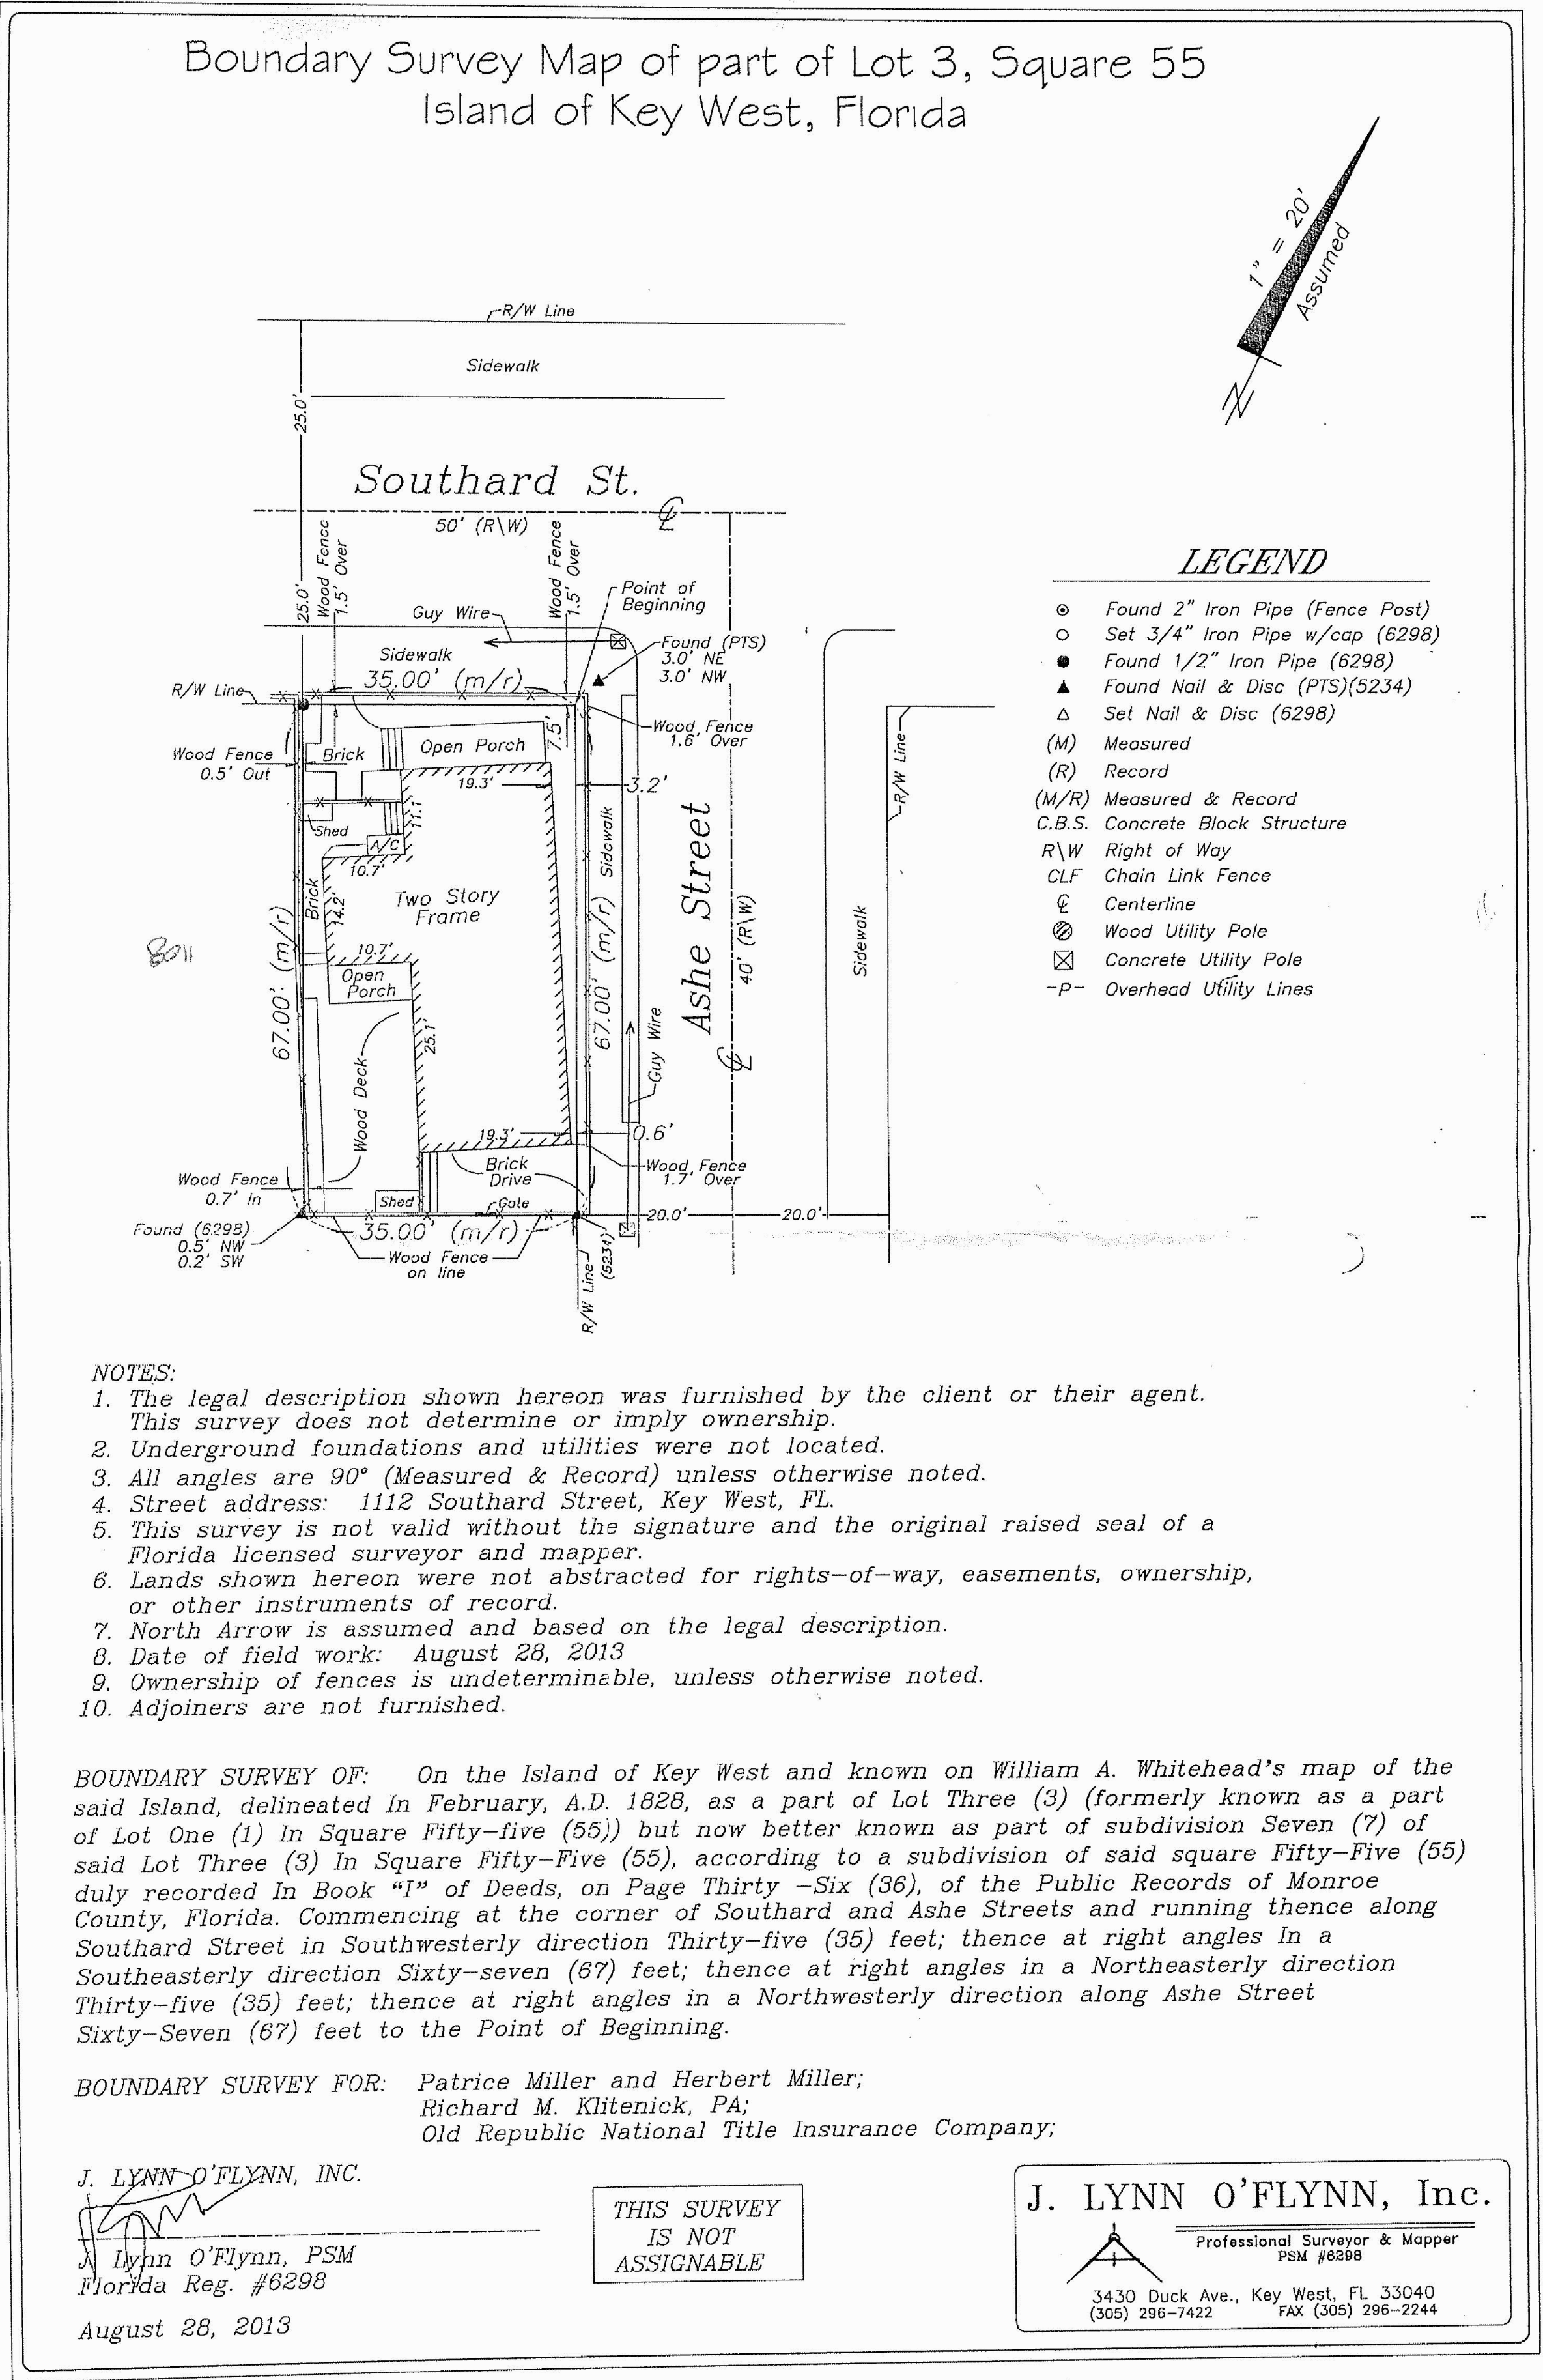 Boundary Survey Map of part of Lot 3, Square 55
Island of Key West, Florida
1" = 20'
Assumed
N
R/W Line
Sidewalk
25.0'
Southard St.
50' (R\W)
25.0'
Wood Fence
1.5' Over
Wood Fence
1.5' Over
Point of
Beginning
Guy Wire
Found (PTS)
3.0' NE
3.0' NW
Sidewalk
35.00' (m/r)
R/W Line
Wood Fence
1.6' Over
Wood Fence
0.5' Out
Brick
Open Porch
7.5'
19.3'
3.2'
R/W Line
11.1'
Shed
A/C
10.7'
Sidewalk
Ashe Street
Two Story
Frame
Brick
14.2'
67.00' (m/r)
67.00' (m/r)
40' (R\W)
Sidewalk
10.7'
Open
Porch
25.1'
Wood Deck
Guy Wire
19.3'
0.6'
Brick
Drive
Wood Fence
1.7' Over
Wood Fence
0.7' In
Shed
Gate
20.0'
20.0'
Found (6298)
0.5' NW
0.2' SW
35.00' (m/r)
Wood Fence
on line
R/W Line
(5234)
LEGEND
Found 2" Iron Pipe (Fence Post)
Set 3/4" Iron Pipe w/cap (6298)
Found 1/2" Iron Pipe (6298)
Found Nail & Disc (PTS)(5234)
Set Nail & Disc (6298)
(M) Measured
(R) Record
(M/R) Measured & Record
C.B.S. Concrete Block Structure
R\W Right of Way
CLF Chain Link Fence
℄ Centerline
Wood Utility Pole
Concrete Utility Pole
-P- Overhead Utility Lines
NOTES:
1. The legal description shown hereon was furnished by the client or their agent.
This survey does not determine or imply ownership.
2. Underground foundations and utilities were not located.
3. All angles are 90° (Measured & Record) unless otherwise noted.
4. Street address: 1112 Southard Street, Key West, FL.
5. This survey is not valid without the signature and the original raised seal of a
Florida licensed surveyor and mapper.
6. Lands shown hereon were not abstracted for rights-of-way, easements, ownership,
or other instruments of record.
7. North Arrow is assumed and based on the legal description.
8. Date of field work: August 28, 2013
9. Ownership of fences is undeterminable, unless otherwise noted.
10. Adjoiners are not furnished.
BOUNDARY SURVEY OF: On the Island of Key West and known on William A. Whitehead's map of the
said Island, delineated In February, A.D. 1828, as a part of Lot Three (3) (formerly known as a part
of Lot One (1) In Square Fifty-five (55)) but now better known as part of subdivision Seven (7) of
said Lot Three (3) In Square Fifty-Five (55), according to a subdivision of said square Fifty-Five (55)
duly recorded In Book "I" of Deeds, on Page Thirty -Six (36), of the Public Records of Monroe
County, Florida. Commencing at the corner of Southard and Ashe Streets and running thence along
Southard Street in Southwesterly direction Thirty-five (35) feet; thence at right angles In a
Southeasterly direction Sixty-seven (67) feet; thence at right angles in a Northeasterly direction
Thirty-five (35) feet; thence at right angles in a Northwesterly direction along Ashe Street
Sixty-Seven (67) feet to the Point of Beginning.
BOUNDARY SURVEY FOR: Patrice Miller and Herbert Miller;
Richard M. Klitenick, PA;
Old Republic National Title Insurance Company;
J. LYNN O'FLYNN, INC.
J. Lynn O'Flynn, PSM
Florida Reg. #6298
August 28, 2013
THIS SURVEY
IS NOT
ASSIGNABLE
J. LYNN O'FLYNN, Inc.
Professional Surveyor & Mapper
PSM #6298
3430 Duck Ave., Key West, FL 33040
(305) 296-7422 FAX (305) 296-2244